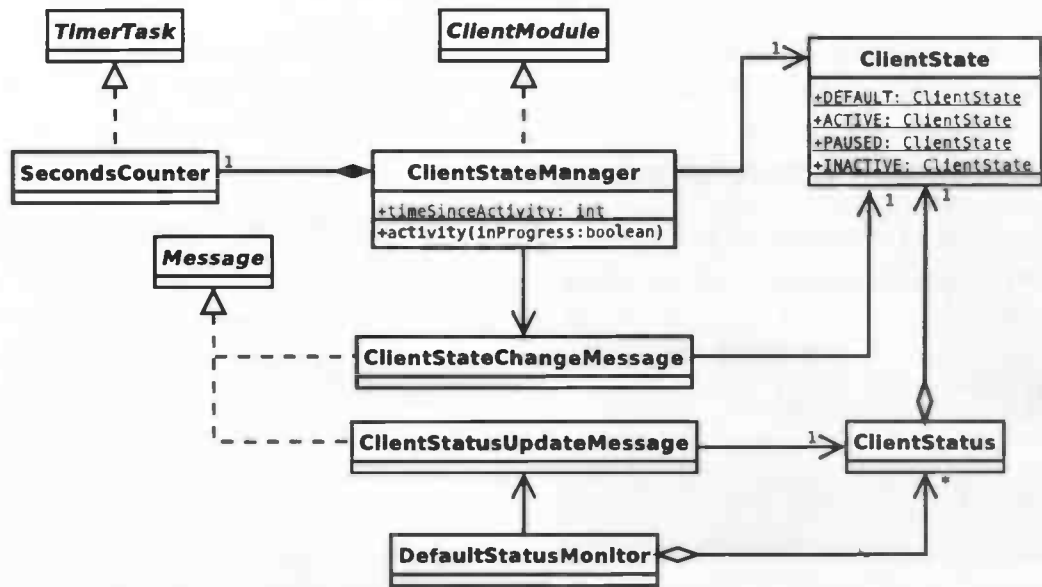 TimerTask
ClientModule
1
ClientState
+DEFAULT: ClientState
+ACTIVE: ClientState
+PAUSED: ClientState
+INACTIVE: ClientState
SecondsCounter
1
ClientStateManager
+timeSinceActivity: int
+activity(inProgress:boolean)
1
1
Message
ClientStateChangeMessage
ClientStatusUpdateMessage
1
ClientStatus
*
DefaultStatusMonitor